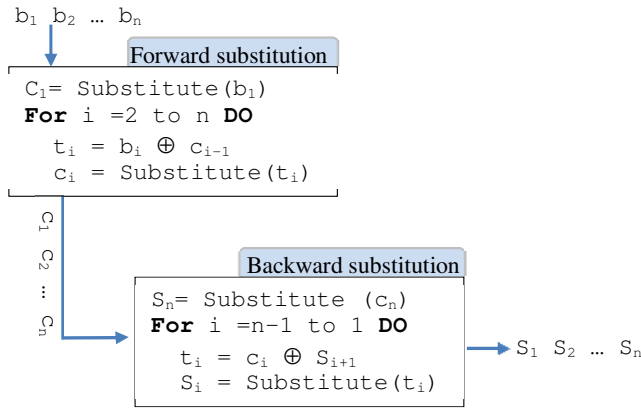 b₁ b₂ … bₙ
Forward substitution
C₁= Substitute(b₁)
For i =2 to n DO
tᵢ = bᵢ ⊕ cᵢ₋₁
cᵢ = Substitute(tᵢ)
c₁ c₂ … cₙ
Backward substitution
Sₙ= Substitute (cₙ)
For i =n-1 to 1 DO
tᵢ = cᵢ ⊕ Sᵢ₊₁
Sᵢ = Substitute(tᵢ)
S₁ S₂ … Sₙ